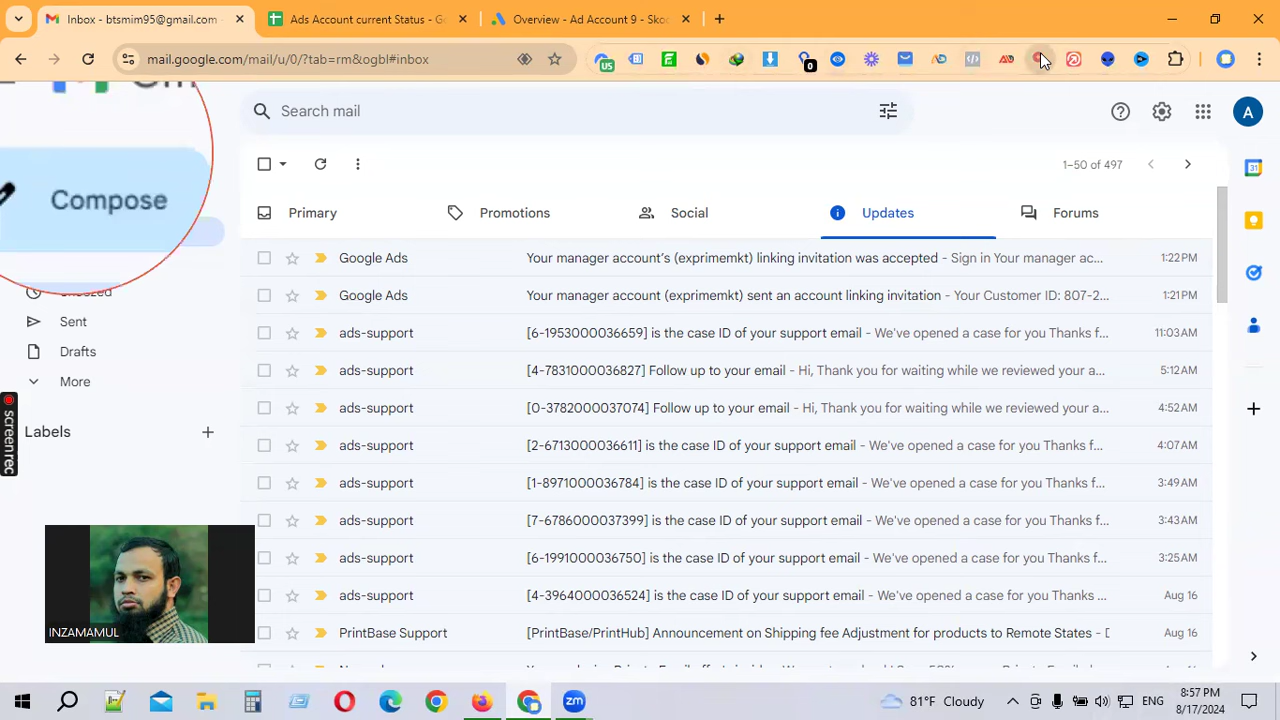 Inbox - btsmim95@gmail.com
Ads Account current Status - G
Overview - Ad Account 9 - Skoo
mail.google.com/mail/u/0/?tab=rm&ogbl#inbox
US
0
Search mail
A
Compose
1–50 of 497
Primary
Promotions
Social
Updates
Forums
Google Ads Your manager account's (exprimemkt) linking invitation was accepted - Sign in Your manager ac... 1:22 PM
Google Ads Your manager account (exprimemkt) sent an account linking invitation - Your Customer ID: 807-2... 1:21 PM
ads-support [6-1953000036659] is the case ID of your support email - We've opened a case for you Thanks f... 11:03 AM
ads-support [4-7831000036827] Follow up to your email - Hi, Thank you for waiting while we reviewed your a... 5:12 AM
ads-support [0-3782000037074] Follow up to your email - Hi, Thank you for waiting while we reviewed your a... 4:52 AM
ads-support [2-6713000036611] is the case ID of your support email - We've opened a case for you Thanks f... 4:07 AM
ads-support [1-8971000036784] is the case ID of your support email - We've opened a case for you Thanks f... 3:49 AM
ads-support [7-6786000037399] is the case ID of your support email - We've opened a case for you Thanks f... 3:43 AM
ads-support [6-1991000036750] is the case ID of your support email - We've opened a case for you Thanks f... 3:25 AM
ads-support [4-3964000036524] is the case ID of your support email - We've opened a case for you Thanks f... Aug 16
PrintBase Support [PrintBase/PrintHub] Announcement on Shipping fee Adjustment for products to Remote States - Aug 16
Snoozed
Sent
Drafts
More
Labels
screen rec
INZAMAMUL
zm
81°F Cloudy
ENG
8:57 PM
8/17/2024